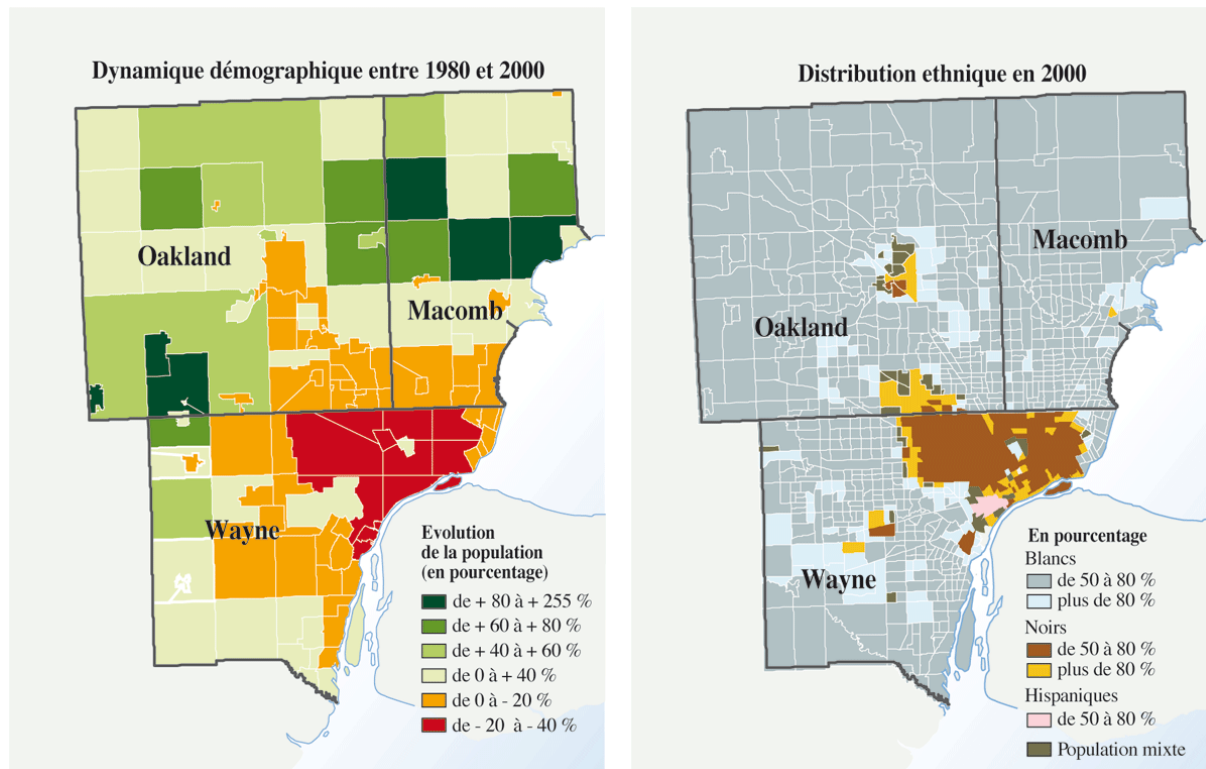 Dynamique démographique entre 1980 et 2000
Oakland
Macomb
Wayne
Evolution
de la population
(en pourcentage)
de + 80 à + 255 %
de + 60 à + 80 %
de + 40 à + 60 %
de 0 à + 40 %
de 0 à - 20 %
de - 20 à - 40 %
Distribution ethnique en 2000
Macomb
Oakland
Wayne
En pourcentage
Blancs
de 50 à 80 %
plus de 80 %
Noirs
de 50 à 80 %
plus de 80 %
Hispaniques
de 50 à 80 %
Population mixte